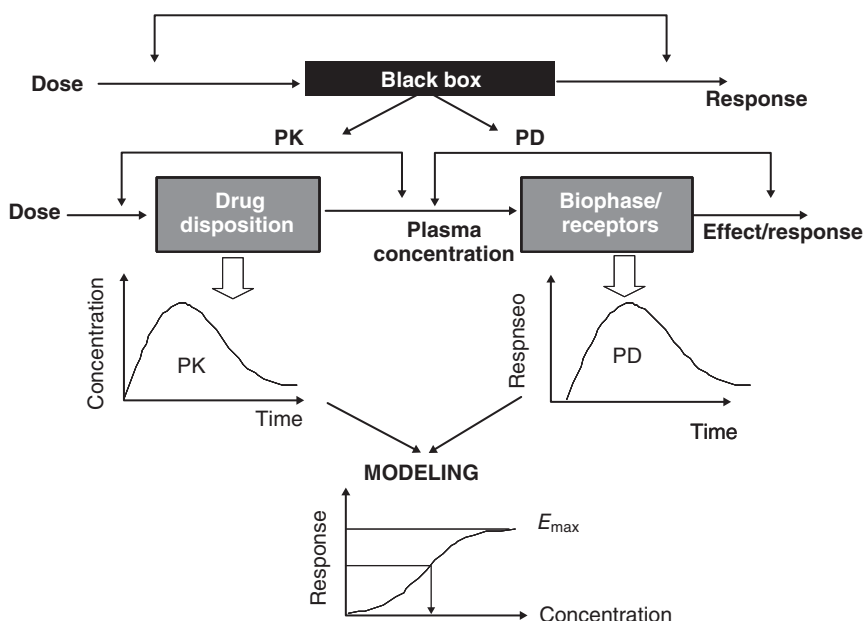 Dose
Black box
Response
PK
PD
Dose
Drug
disposition
Plasma
concentration
Biophase/
receptors
Effect/response
Concentration
PK
Time
Respnseo
PD
Time
MODELING
Response
Emax
Concentration